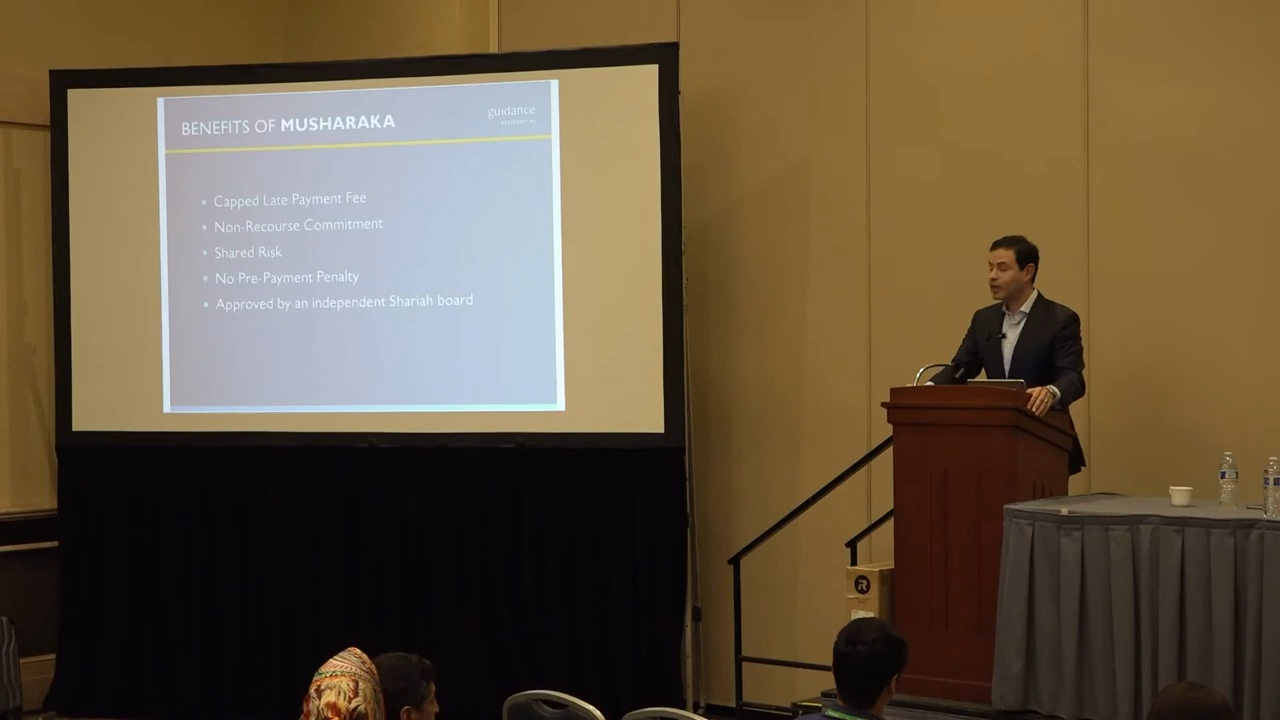 BENEFITS OF MUSHARAKA
guidance
RESIDENTIAL
Capped Late Payment Fee
Non-Recourse Commitment
Shared Risk
No Pre-Payment Penalty
Approved by an independent Shariah board
R